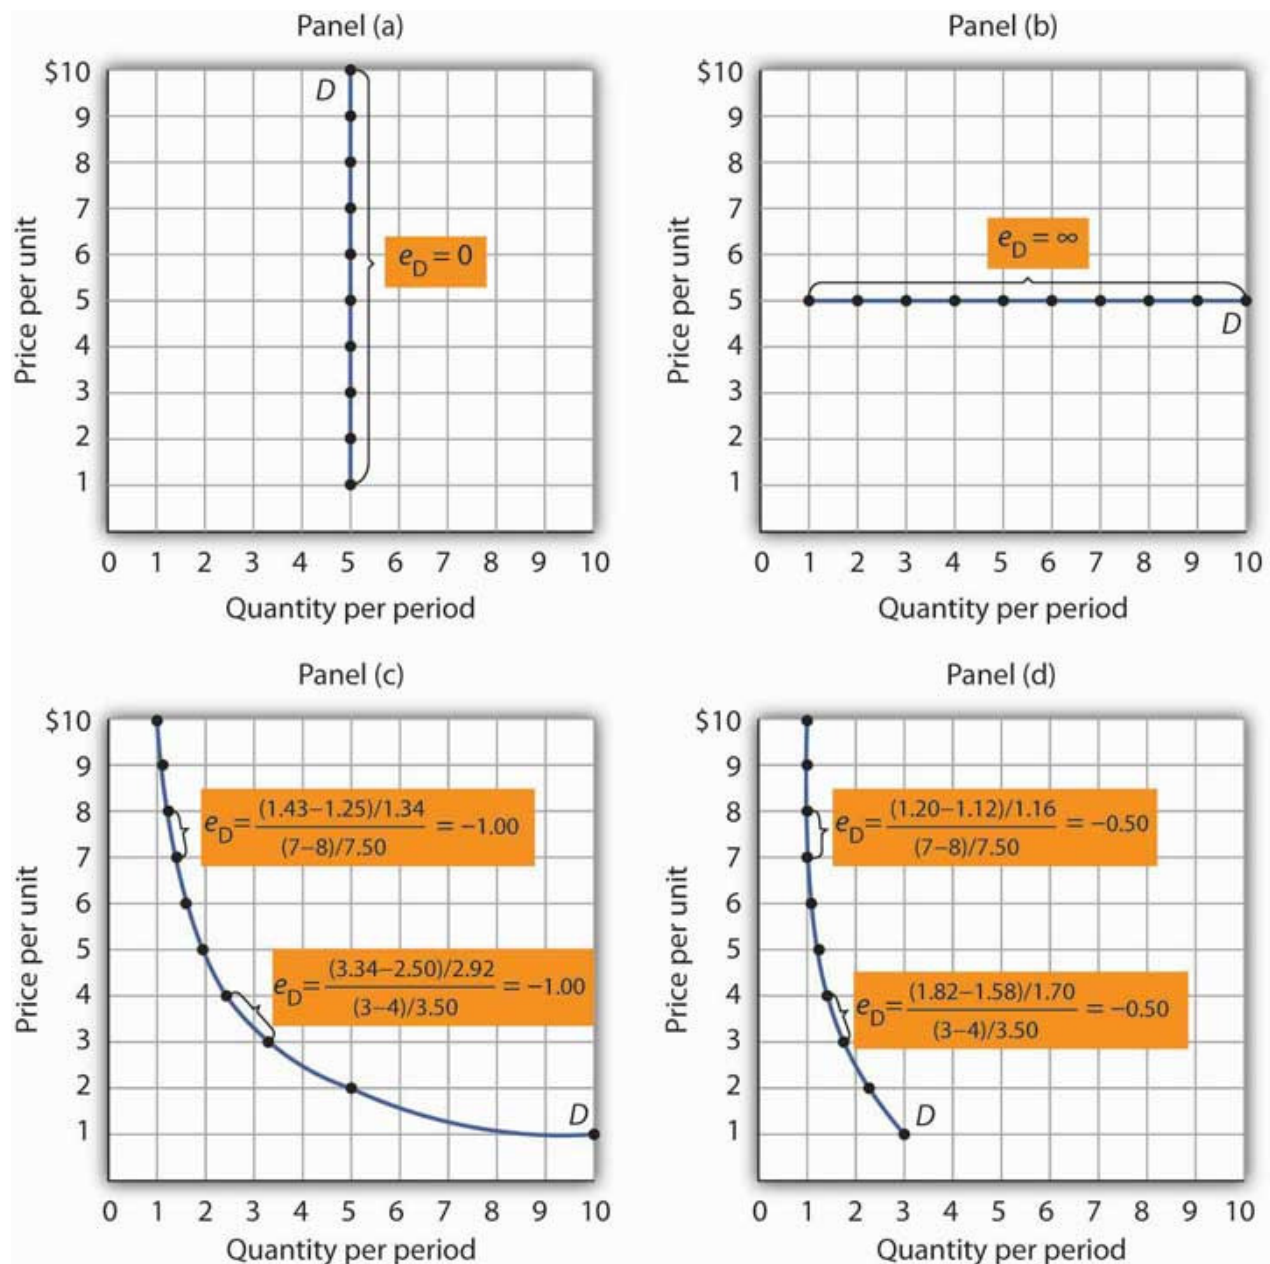 Panel (a)
$10
9
8
7
6
5
4
3
2
1
Price per unit
D
eD = 0
0 1 2 3 4 5 6 7 8 9 10
Quantity per period
Panel (b)
$10
9
8
7
6
5
4
3
2
1
Price per unit
eD = ∞
D
0 1 2 3 4 5 6 7 8 9 10
Quantity per period
Panel (c)
$10
9
8
7
6
5
4
3
2
1
Price per unit
eD= (1.43–1.25)/1.34 / (7–8)/7.50 = –1.00
eD= (3.34–2.50)/2.92 / (3–4)/3.50 = –1.00
D
0 1 2 3 4 5 6 7 8 9 10
Quantity per period
Panel (d)
$10
9
8
7
6
5
4
3
2
1
Price per unit
eD= (1.20–1.12)/1.16 / (7–8)/7.50 = –0.50
eD= (1.82–1.58)/1.70 / (3–4)/3.50 = –0.50
D
0 1 2 3 4 5 6 7 8 9 10
Quantity per period